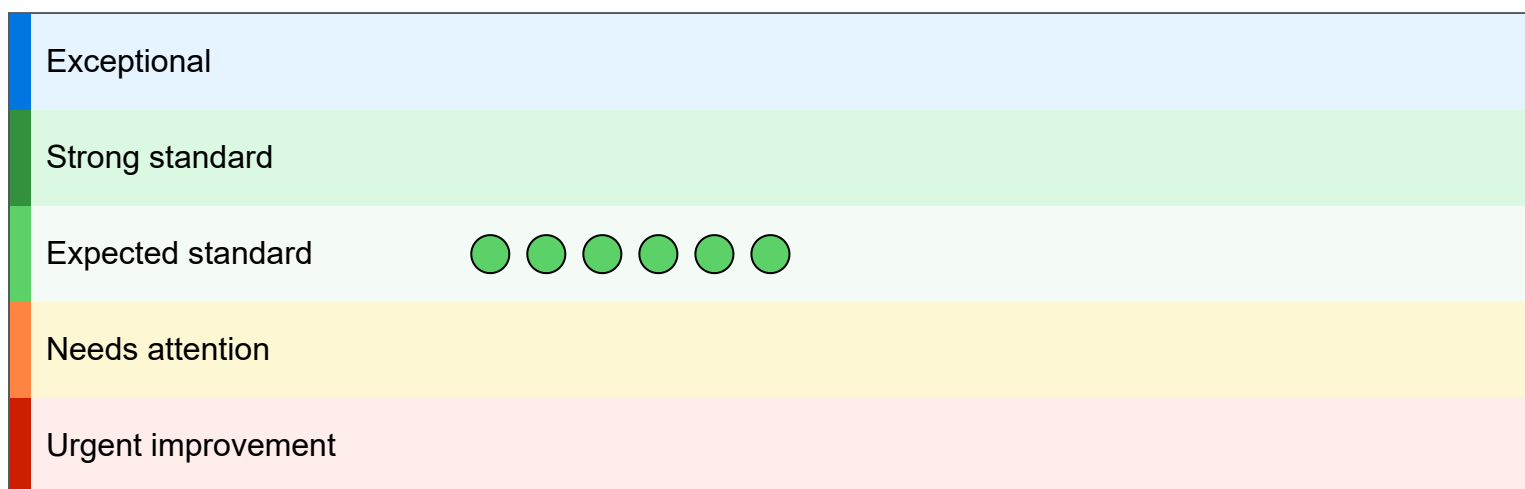 Exceptional
Strong standard
Expected standard
Needs attention
Urgent improvement